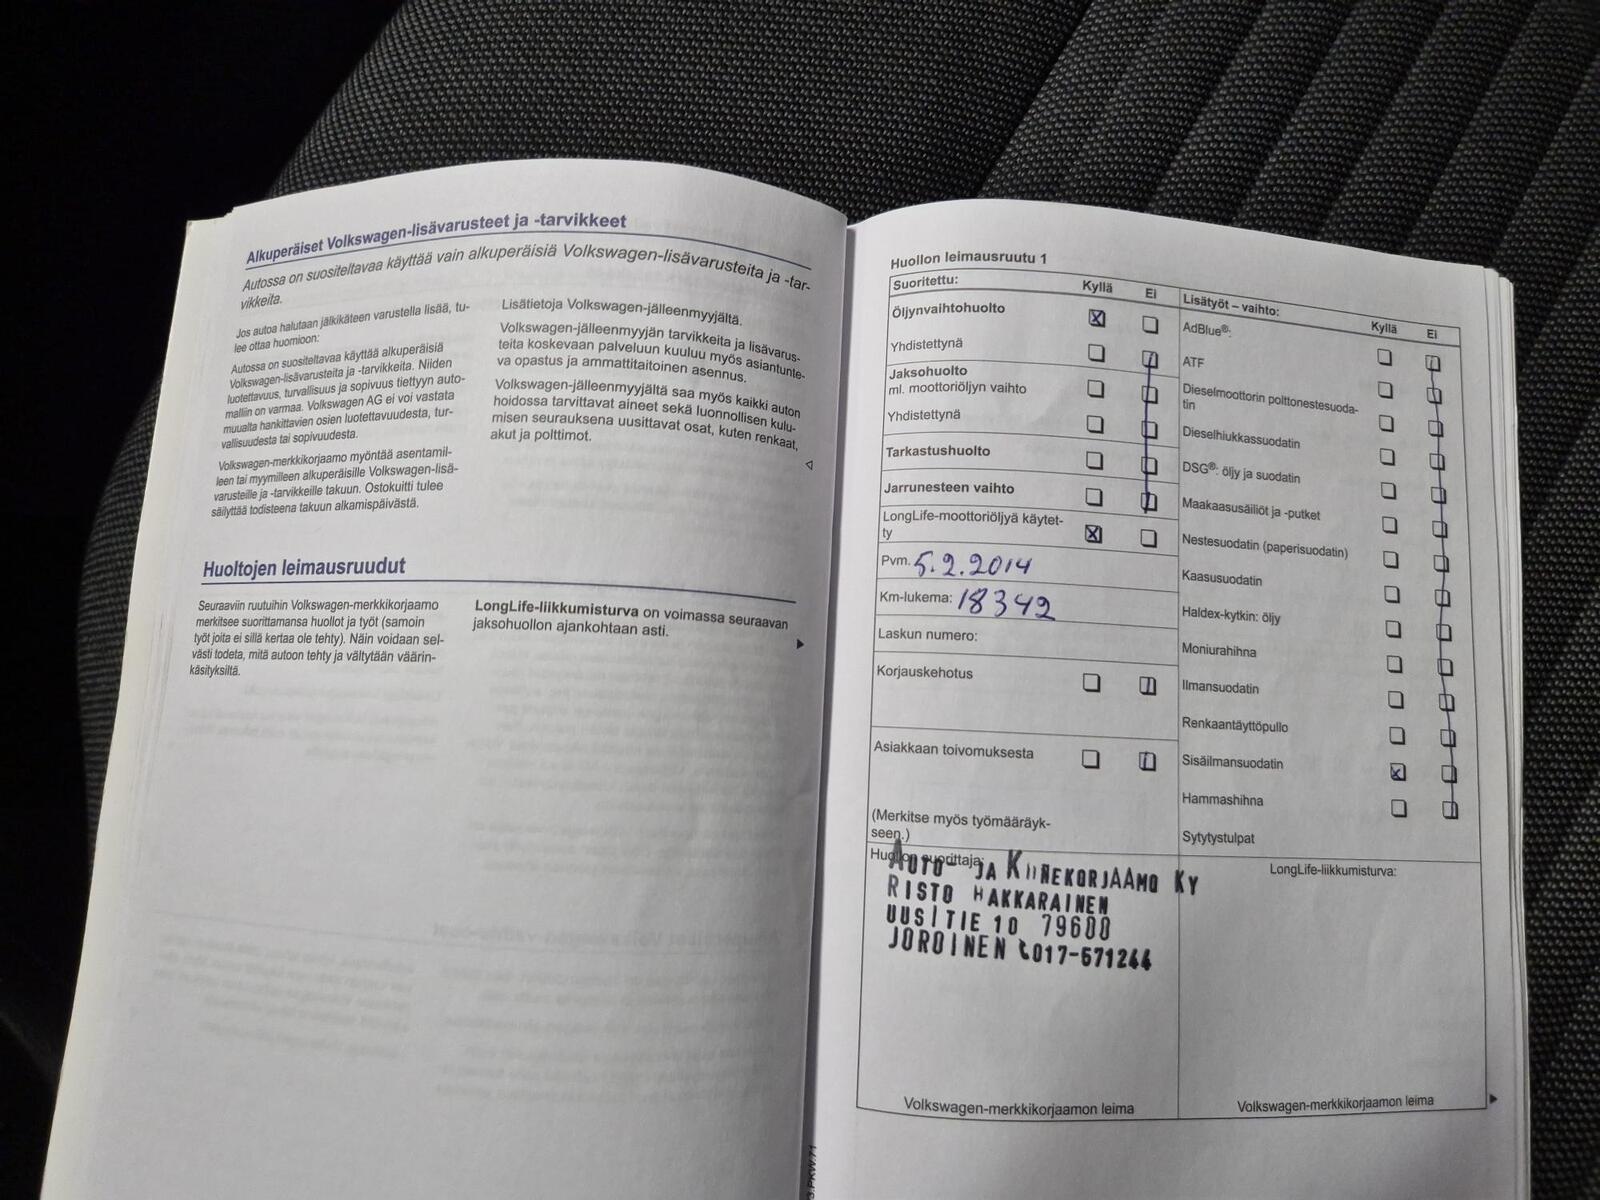 Alkuperäiset Volkswagen-lisävarusteet ja -tarvikkeet
Autossa on suositeltavaa käyttää vain alkuperäisiä Volkswagen-lisävarusteita ja -tar-
vikkeita.
Jos autoa halutaan jälkikäteen varustella lisää, tu-
lee ottaa huomioon:
Autossa on suositeltavaa käyttää alkuperäisiä
Volkswagen-lisävarusteita ja -tarvikkeita. Niiden
luotettavuus, turvallisuus ja sopivuus tiettyyn auto-
malliin on varmaa. Volkswagen AG ei voi vastata
muualta hankittavien osien luotettavuudesta, tur-
vallisuudesta tai sopivuudesta.
Volkswagen-merkkikorjaamo myöntää asentamil-
leen tai myymilleen alkuperäisille Volkswagen-lisä-
varusteille ja -tarvikkeille takuun. Ostokuitti tulee
säilyttää todisteena takuun alkamispäivästä.
Lisätietoja Volkswagen-jälleenmyyjältä.
Volkswagen-jälleenmyyjän tarvikkeita ja lisävarus-
teita koskevaan palveluun kuuluu myös asiantunte-
va opastus ja ammattitaitoinen asennus.
Volkswagen-jälleenmyyjältä saa myös kaikki auton
hoidossa tarvittavat aineet sekä luonnollisen kulu-
misen seurauksena uusittavat osat, kuten renkaat,
akut ja polttimot.
Huoltojen leimausruudut
Seuraaviin ruutuihin Volkswagen-merkkikorjaamo
merkitsee suorittamansa huollot ja työt (samoin
työt joita ei sillä kertaa ole tehty). Näin voidaan sel-
västi todeta, mitä autoon tehty ja vältytään väärin-
käsityksiltä.
LongLife-liikkumisturva on voimassa seuraavan
jaksohuollon ajankohtaan asti.
Huollon leimausruutu 1
Suoritettu: Kyllä Ei
Öljynvaihtohuolto
Yhdistettynä
Jaksohuolto
ml. moottoriöljyn vaihto
Yhdistettynä
Tarkastushuolto
Jarrunesteen vaihto
LongLife-moottoriöljyä käytet-
ty
Pvm. 5.2.2014
Km-lukema: 18342
Laskun numero:
Korjauskehotus
Asiakkaan toivomuksesta
(Merkitse myös työmääräyk-
seen.)
Lisätyöt – vaihto: Kyllä Ei
AdBlue®:
ATF
Dieselmoottorin polttonestesuoda-
tin
Dieselhiukkassuodatin
DSG®: öljy ja suodatin
Maakaasusäiliöt ja -putket
Nestesuodatin (paperisuodatin)
Kaasusuodatin
Haldex-kytkin: öljy
Moniurahihna
Ilmansuodatin
Renkaantäyttöpullo
Sisäilmansuodatin
Hammashihna
Sytytystulpat
Huollon suorittaja:
AUTO- JA KONEKORJAAMO KY
RISTO HAKKARAINEN
UUSITIE 10 79600
JOROINEN 017-571244
Volkswagen-merkkikorjaamon leima
LongLife-liikkumisturva:
Volkswagen-merkkikorjaamon leima